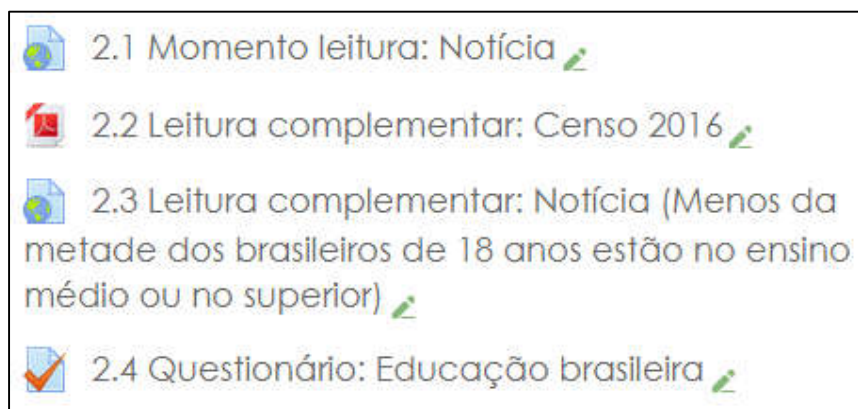 2.1 Momento leitura: Notícia
2.2 Leitura complementar: Censo 2016
2.3 Leitura complementar: Notícia (Menos da
metade dos brasileiros de 18 anos estão no ensino
médio ou no superior)
2.4 Questionário: Educação brasileira